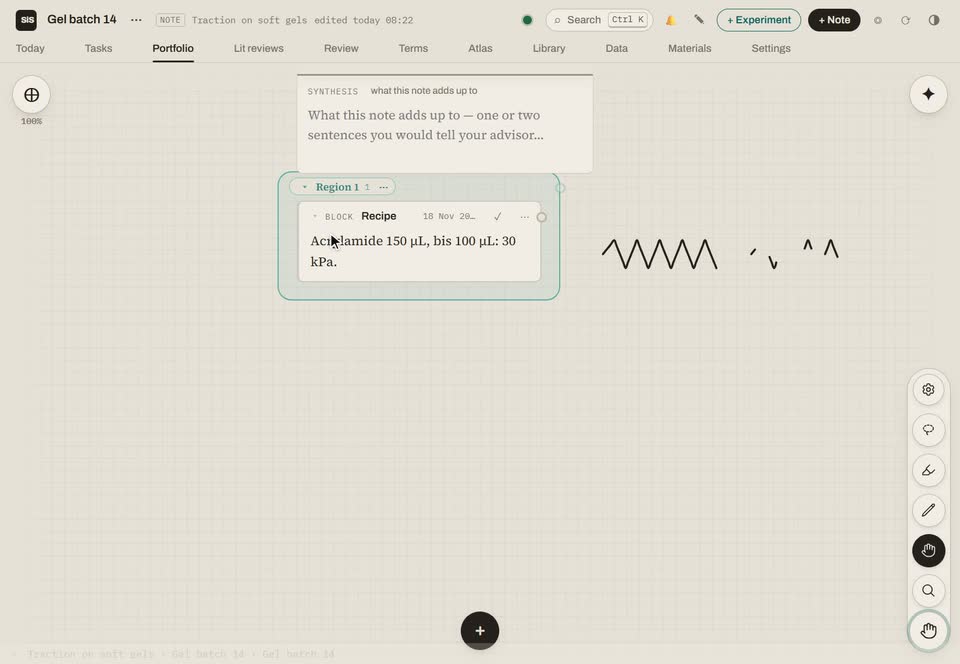 SiS Gel batch 14 ··· NOTE Traction on soft gels edited today 08:22 Search Ctrl K + Experiment + Note
Today Tasks Portfolio Lit reviews Review Terms Atlas Library Data Materials Settings
100%
SYNTHESIS what this note adds up to
What this note adds up to — one or two
sentences you would tell your advisor...
Region 1 1 ···
BLOCK Recipe 18 Nov 20… ✓ ···
Acrylamide 150 µL, bis 100 µL: 30
kPa.
+
Traction on soft gels › Gel batch 14 › Gel batch 14